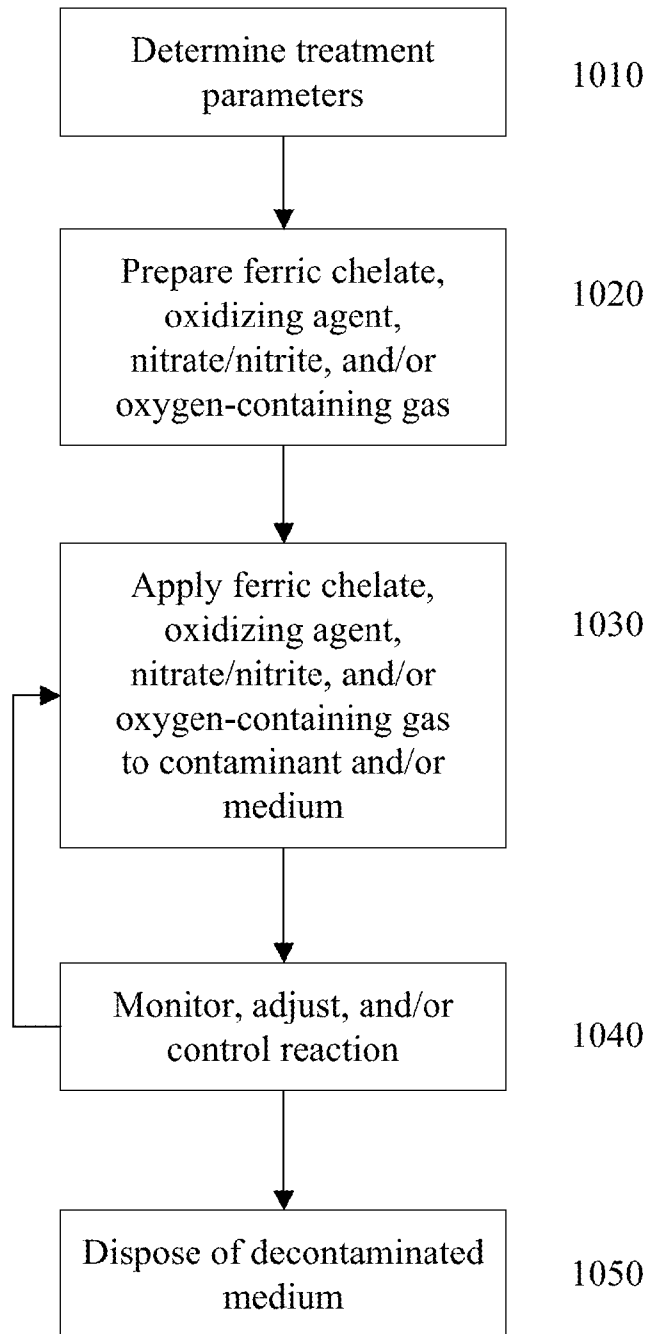 Determine treatment
parameters
1010
Prepare ferric chelate,
oxidizing agent,
nitrate/nitrite, and/or
oxygen-containing gas
1020
Apply ferric chelate,
oxidizing agent,
nitrate/nitrite, and/or
oxygen-containing gas
to contaminant and/or
medium
1030
Monitor, adjust, and/or
control reaction
1040
Dispose of decontaminated
medium
1050